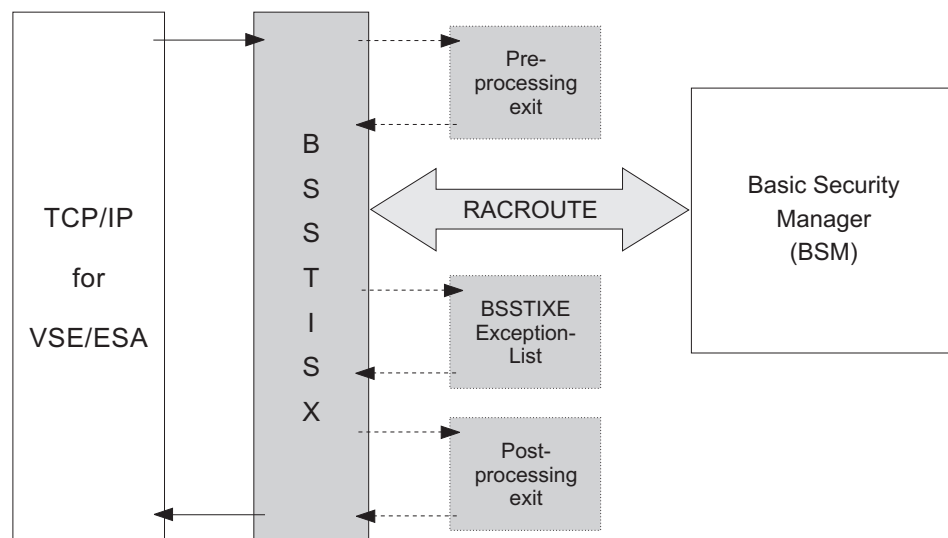 TCP/IP
for
VSE/ESA
B
S
S
T
I
S
X
Pre-
processing
exit
RACROUTE
BSSTIXE
Exception-
List
Post-
processing
exit
Basic Security
Manager
(BSM)